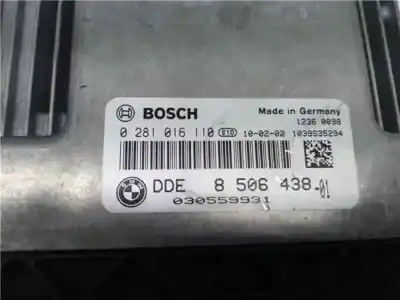 BOSCH
Made in Germany
1236 0098
0 281 016 110 E10 10-02-02 1039S35294
DDE 8 506 438-01
030559931